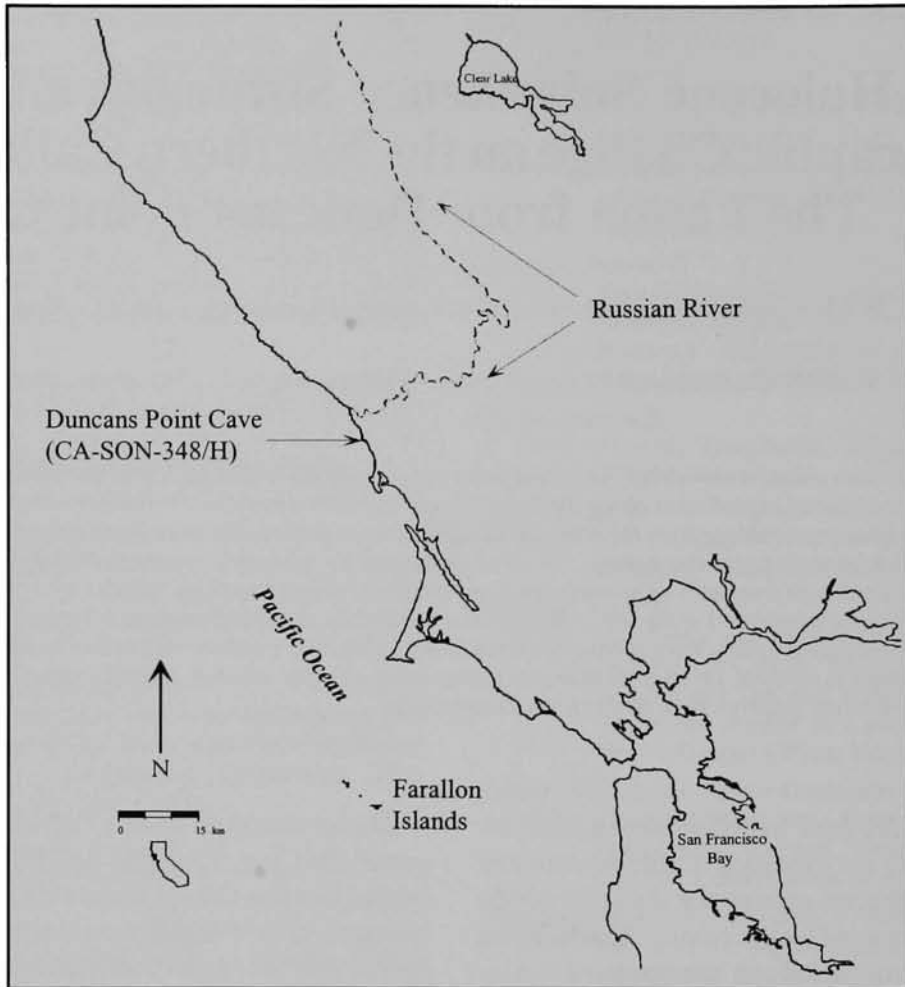 Clear Lake
Russian River
Duncans Point Cave
(CA-SON-348/H)
Pacific Ocean
N
Farallon
Islands
0 15 km
San Francisco
Bay